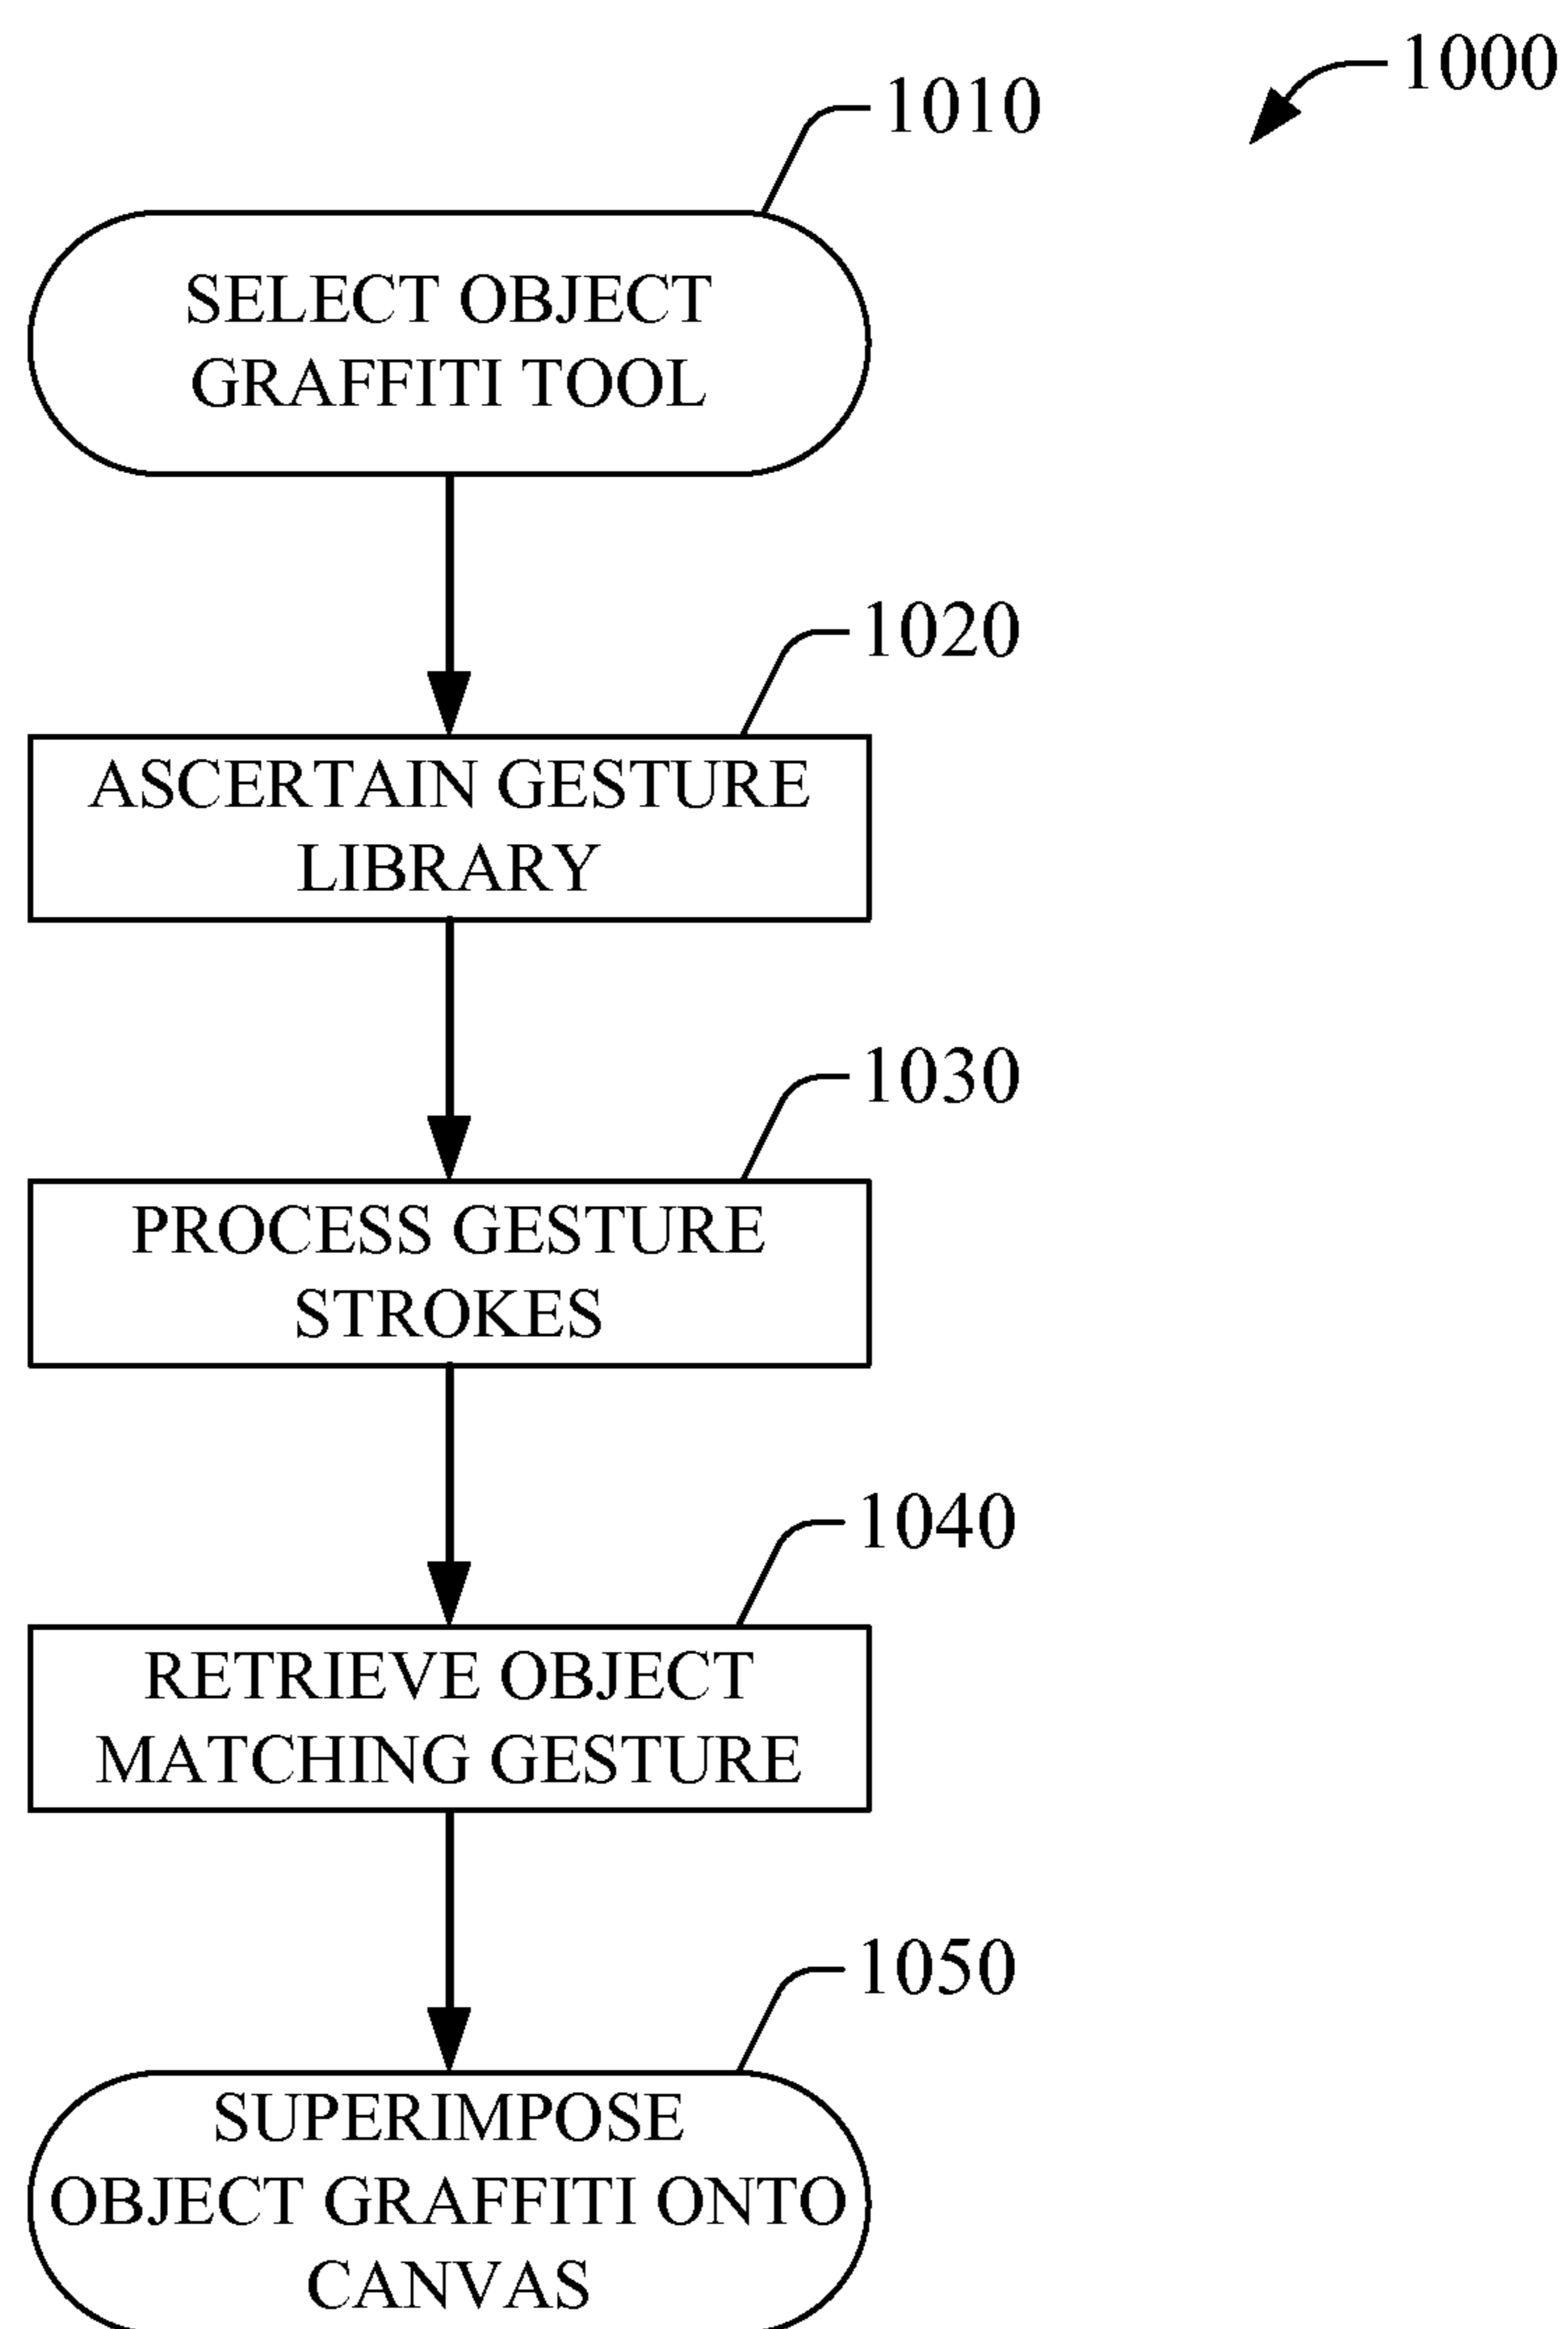 1000
1010
SELECT OBJECT
GRAFFITI TOOL
1020
ASCERTAIN GESTURE
LIBRARY
1030
PROCESS GESTURE
STROKES
1040
RETRIEVE OBJECT
MATCHING GESTURE
1050
SUPERIMPOSE
OBJECT GRAFFITI ONTO
CANVAS